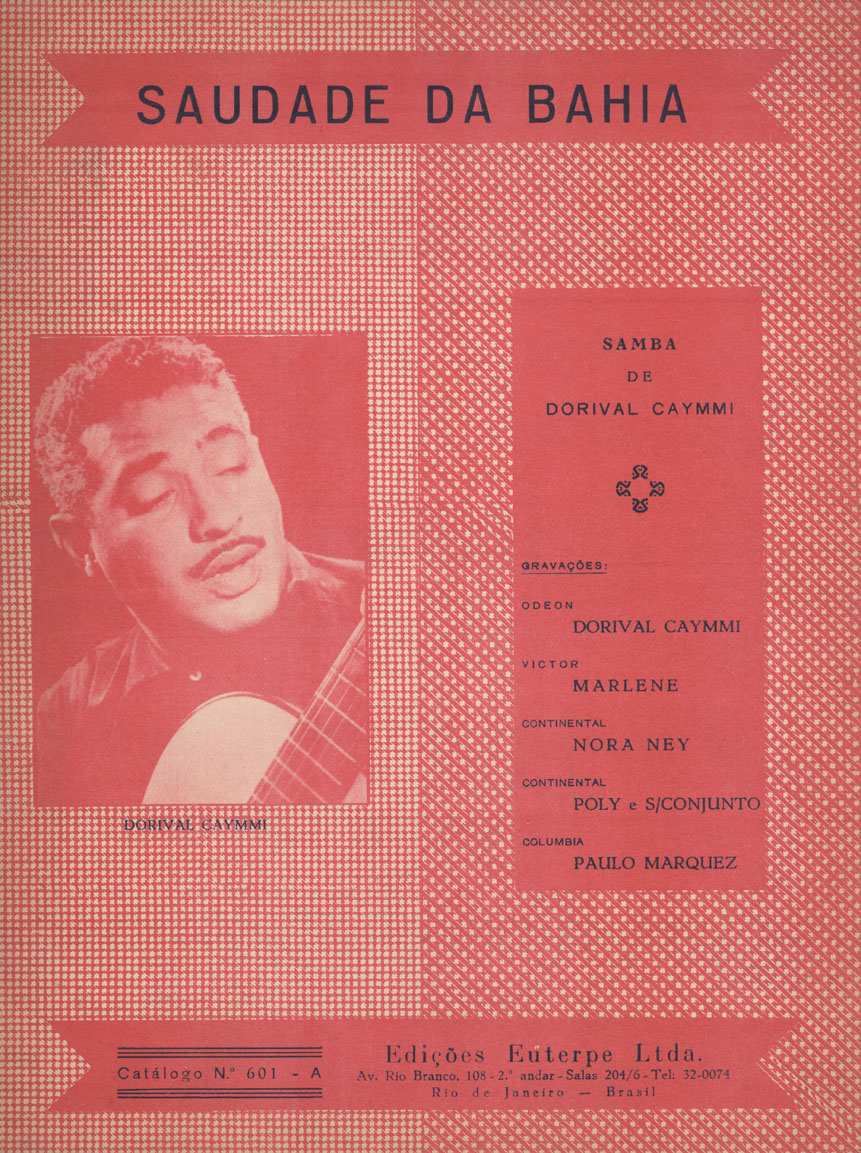 SAUDADE DA BAHIA
SAMBA
DE
DORIVAL CAYMMI
GRAVAÇÕES:
ODEON
DORIVAL CAYMMI
VICTOR
MARLENE
CONTINENTAL
NORA NEY
CONTINENTAL
POLY e S/CONJUNTO
COLUMBIA
PAULO MARQUEZ
DORIVAL CAYMMI
Catálogo N.º 601 - A
Edições Euterpe Ltda.
Av. Rio Branco, 108 - 2.º andar - Salas 204/6 - Tel: 32-0074
Rio de Janeiro — Brasil